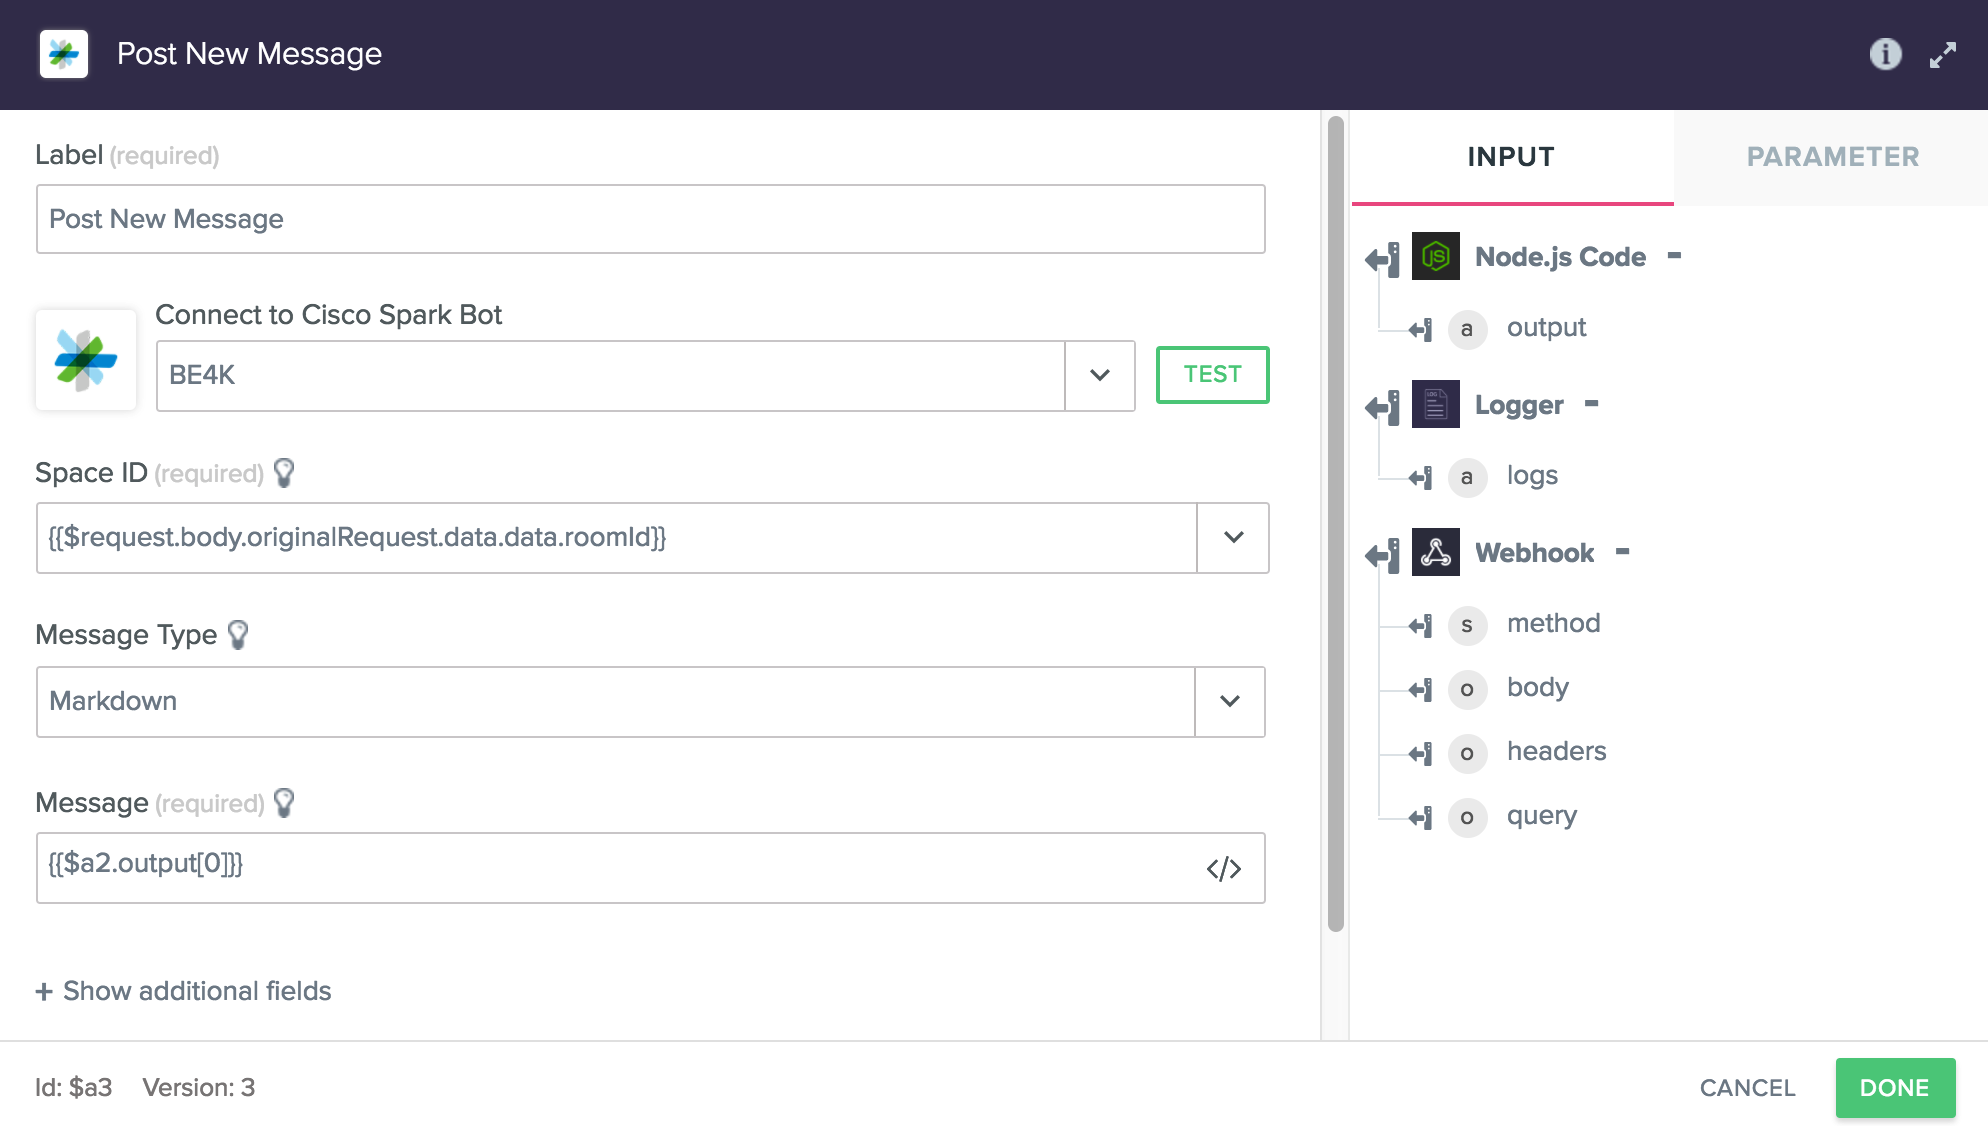 Post New Message
Label (required)
Post New Message
Connect to Cisco Spark Bot
BE4K
TEST
Space ID (required)
{{$request.body.originalRequest.data.data.roomId}}
Message Type
Markdown
Message (required)
{{$a2.output[0]}}
</>
+ Show additional fields
INPUT
PARAMETER
JS Node.js Code -
a output
LOG Logger -
a logs
Webhook -
s method
o body
o headers
o query
Id: $a3 Version: 3
CANCEL
DONE